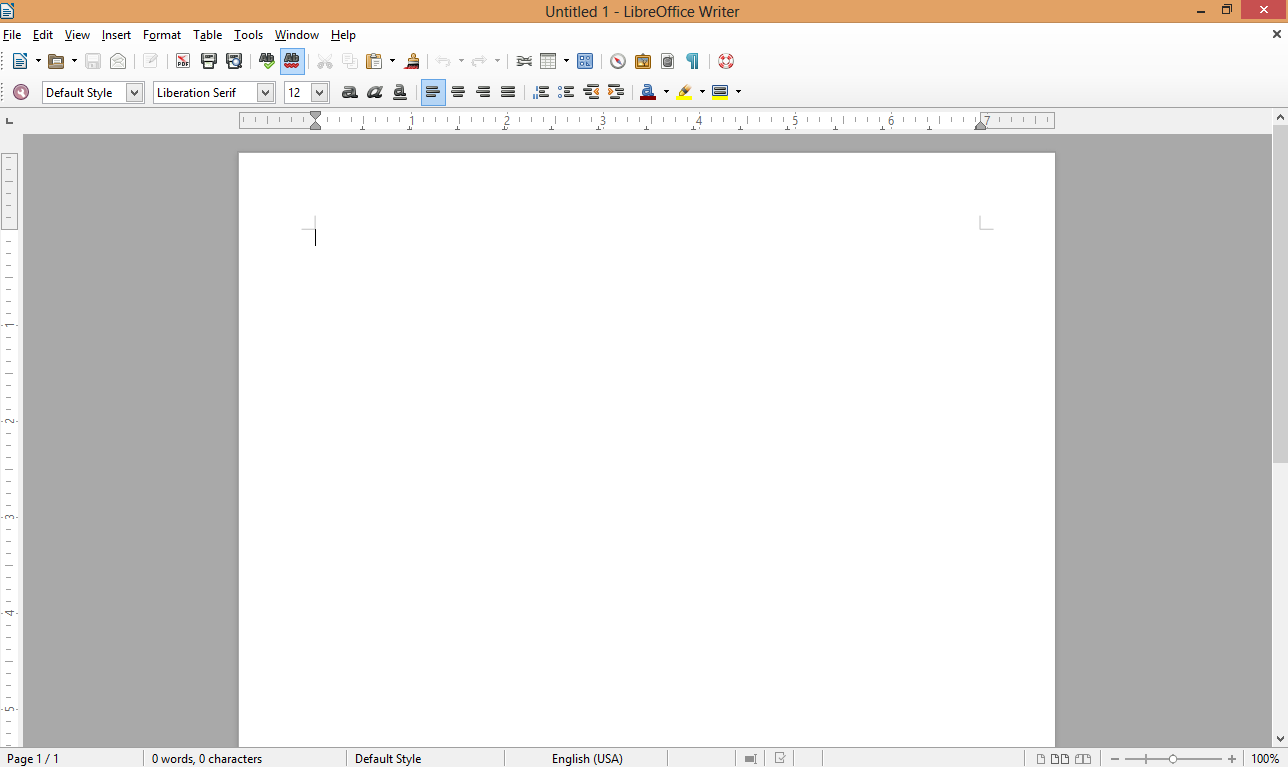 Untitled 1 - LibreOffice Writer
File Edit View Insert Format Table Tools Window Help
Default Style Liberation Serif 12
1 2 3 4 5 6 7
1
2
3
4
5
Page 1 / 1 0 words, 0 characters Default Style English (USA) 100%